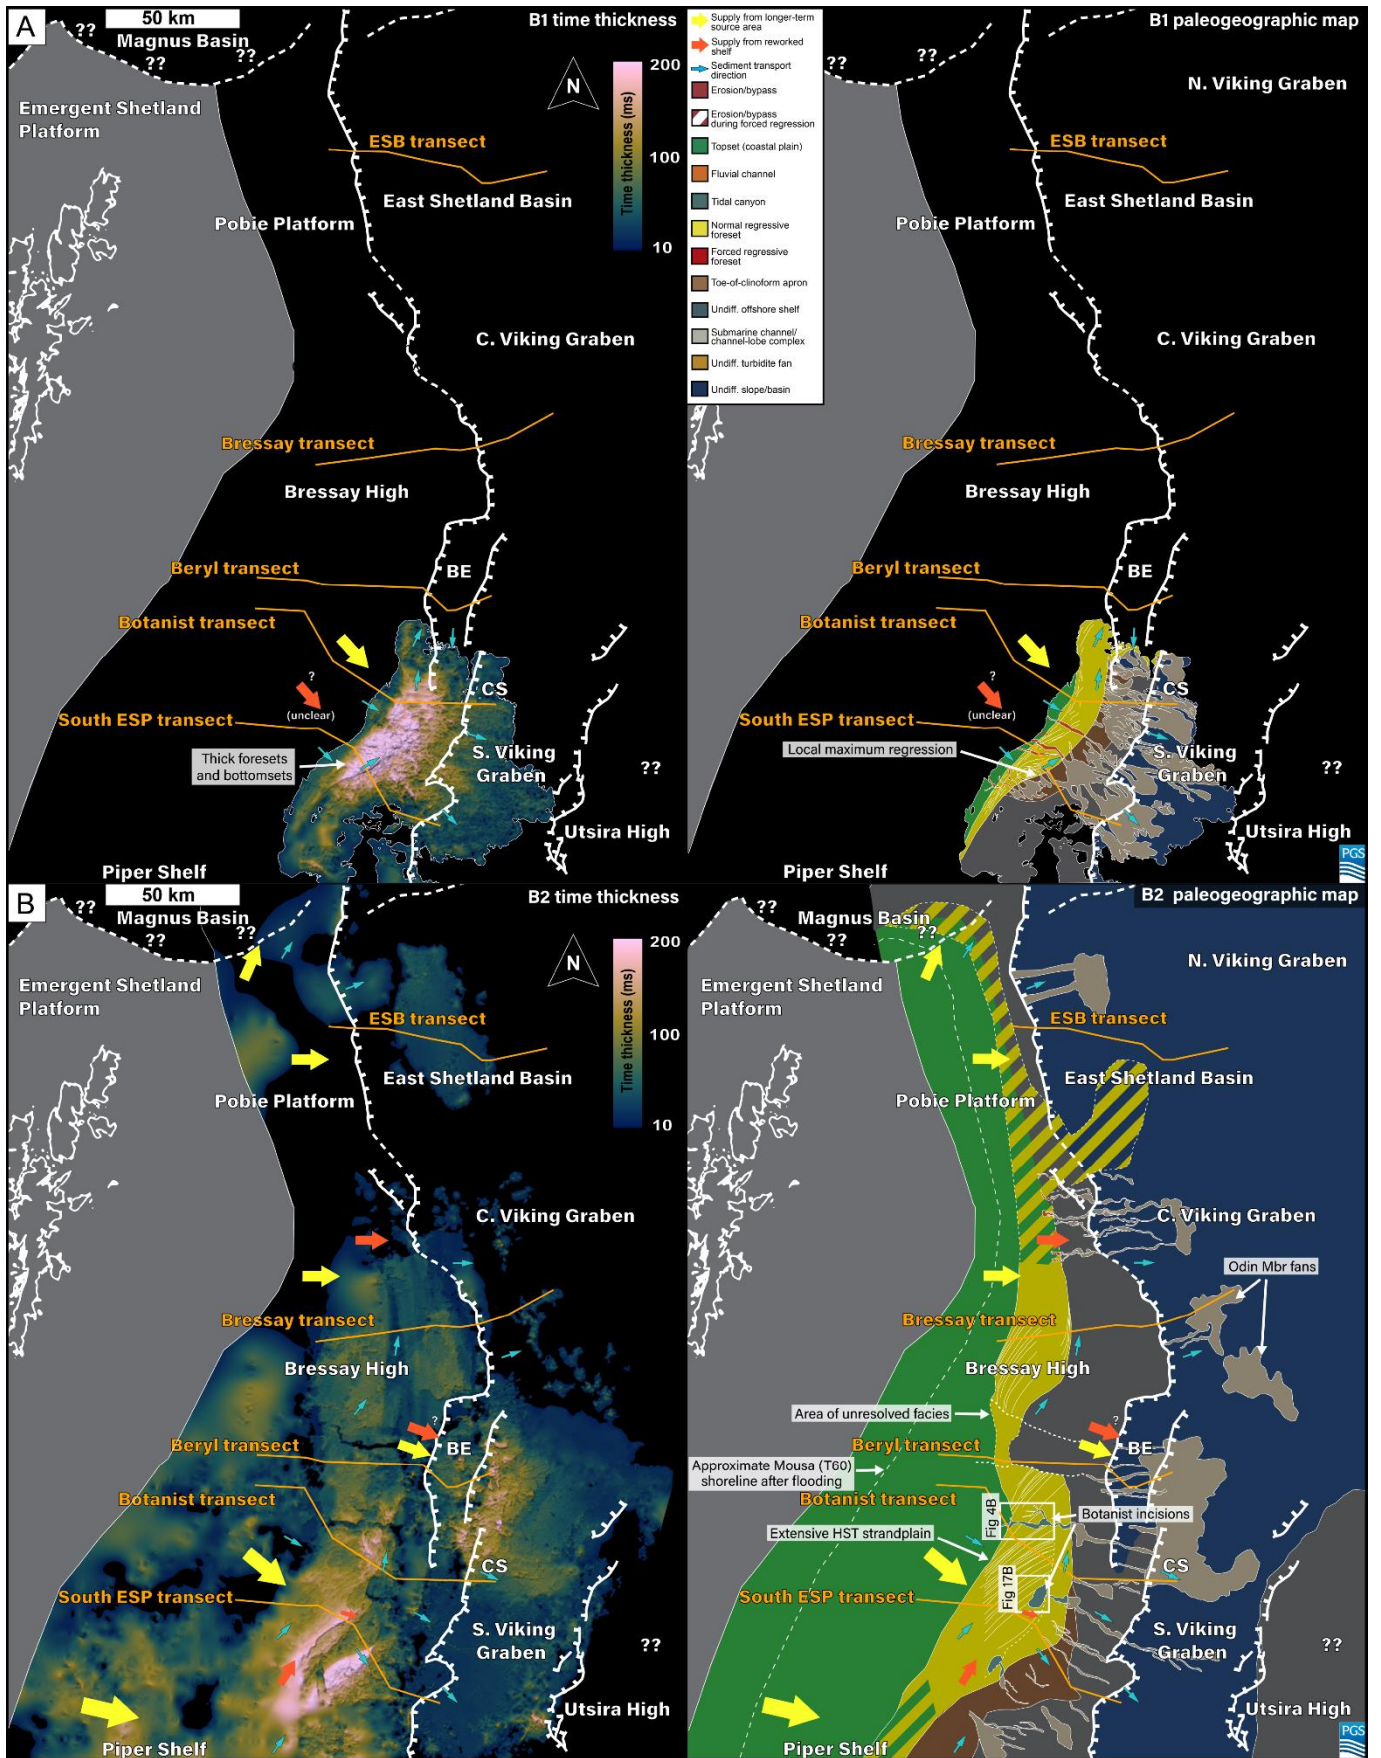 A
50 km
??
Magnus Basin
??
??
B1 time thickness
N
200
100
10
Time thickness (ms)
Emergent Shetland
Platform
ESB transect
East Shetland Basin
Pobie Platform
C. Viking Graben
Bressay transect
Bressay High
Beryl transect
BE
Botanist transect
?
(unclear)
CS
South ESP transect
Thick foresets
and bottomsets
S. Viking
Graben
??
Utsira High
Piper Shelf
Supply from longer-term
source area
Supply from reworked
shelf
Sediment transport
direction
Erosion/bypass
Erosion/bypass
during forced regression
Topset (coastal plain)
Fluvial channel
Tidal canyon
Normal regressive
foreset
Forced regressive
foreset
Toe-of-clinoform apron
Undiff. offshore shelf
Submarine channel/
channel-lobe complex
Undiff. turbidite fan
Undiff. slope/basin
B1 paleogeographic map
??
??
N. Viking Graben
ESB transect
East Shetland Basin
Pobie Platform
C. Viking Graben
Bressay transect
Bressay High
Beryl transect
BE
Botanist transect
?
(unclear)
CS
South ESP transect
Local maximum regression
S. Viking
Graben
??
Utsira High
Piper Shelf
PGS
B
50 km
??
Magnus Basin
??
??
B2 time thickness
N
200
100
10
Time thickness (ms)
Emergent Shetland
Platform
ESB transect
East Shetland Basin
Pobie Platform
C. Viking Graben
Bressay transect
Bressay High
?
Beryl transect
BE
Botanist transect
CS
South ESP transect
S. Viking
Graben
??
Utsira High
Piper Shelf
B2 paleogeographic map
??
Magnus Basin
??
??
N. Viking Graben
Emergent Shetland
Platform
ESB transect
East Shetland Basin
Pobie Platform
C. Viking Graben
Odin Mbr fans
Bressay transect
Bressay High
Area of unresolved facies
?
Beryl transect
BE
Approximate Mousa (T60)
shoreline after flooding
Botanist transect
Fig 4B
Botanist incisions
Extensive HST strandplain
CS
Fig 17B
South ESP transect
S. Viking
Graben
??
Utsira High
Piper Shelf
PGS